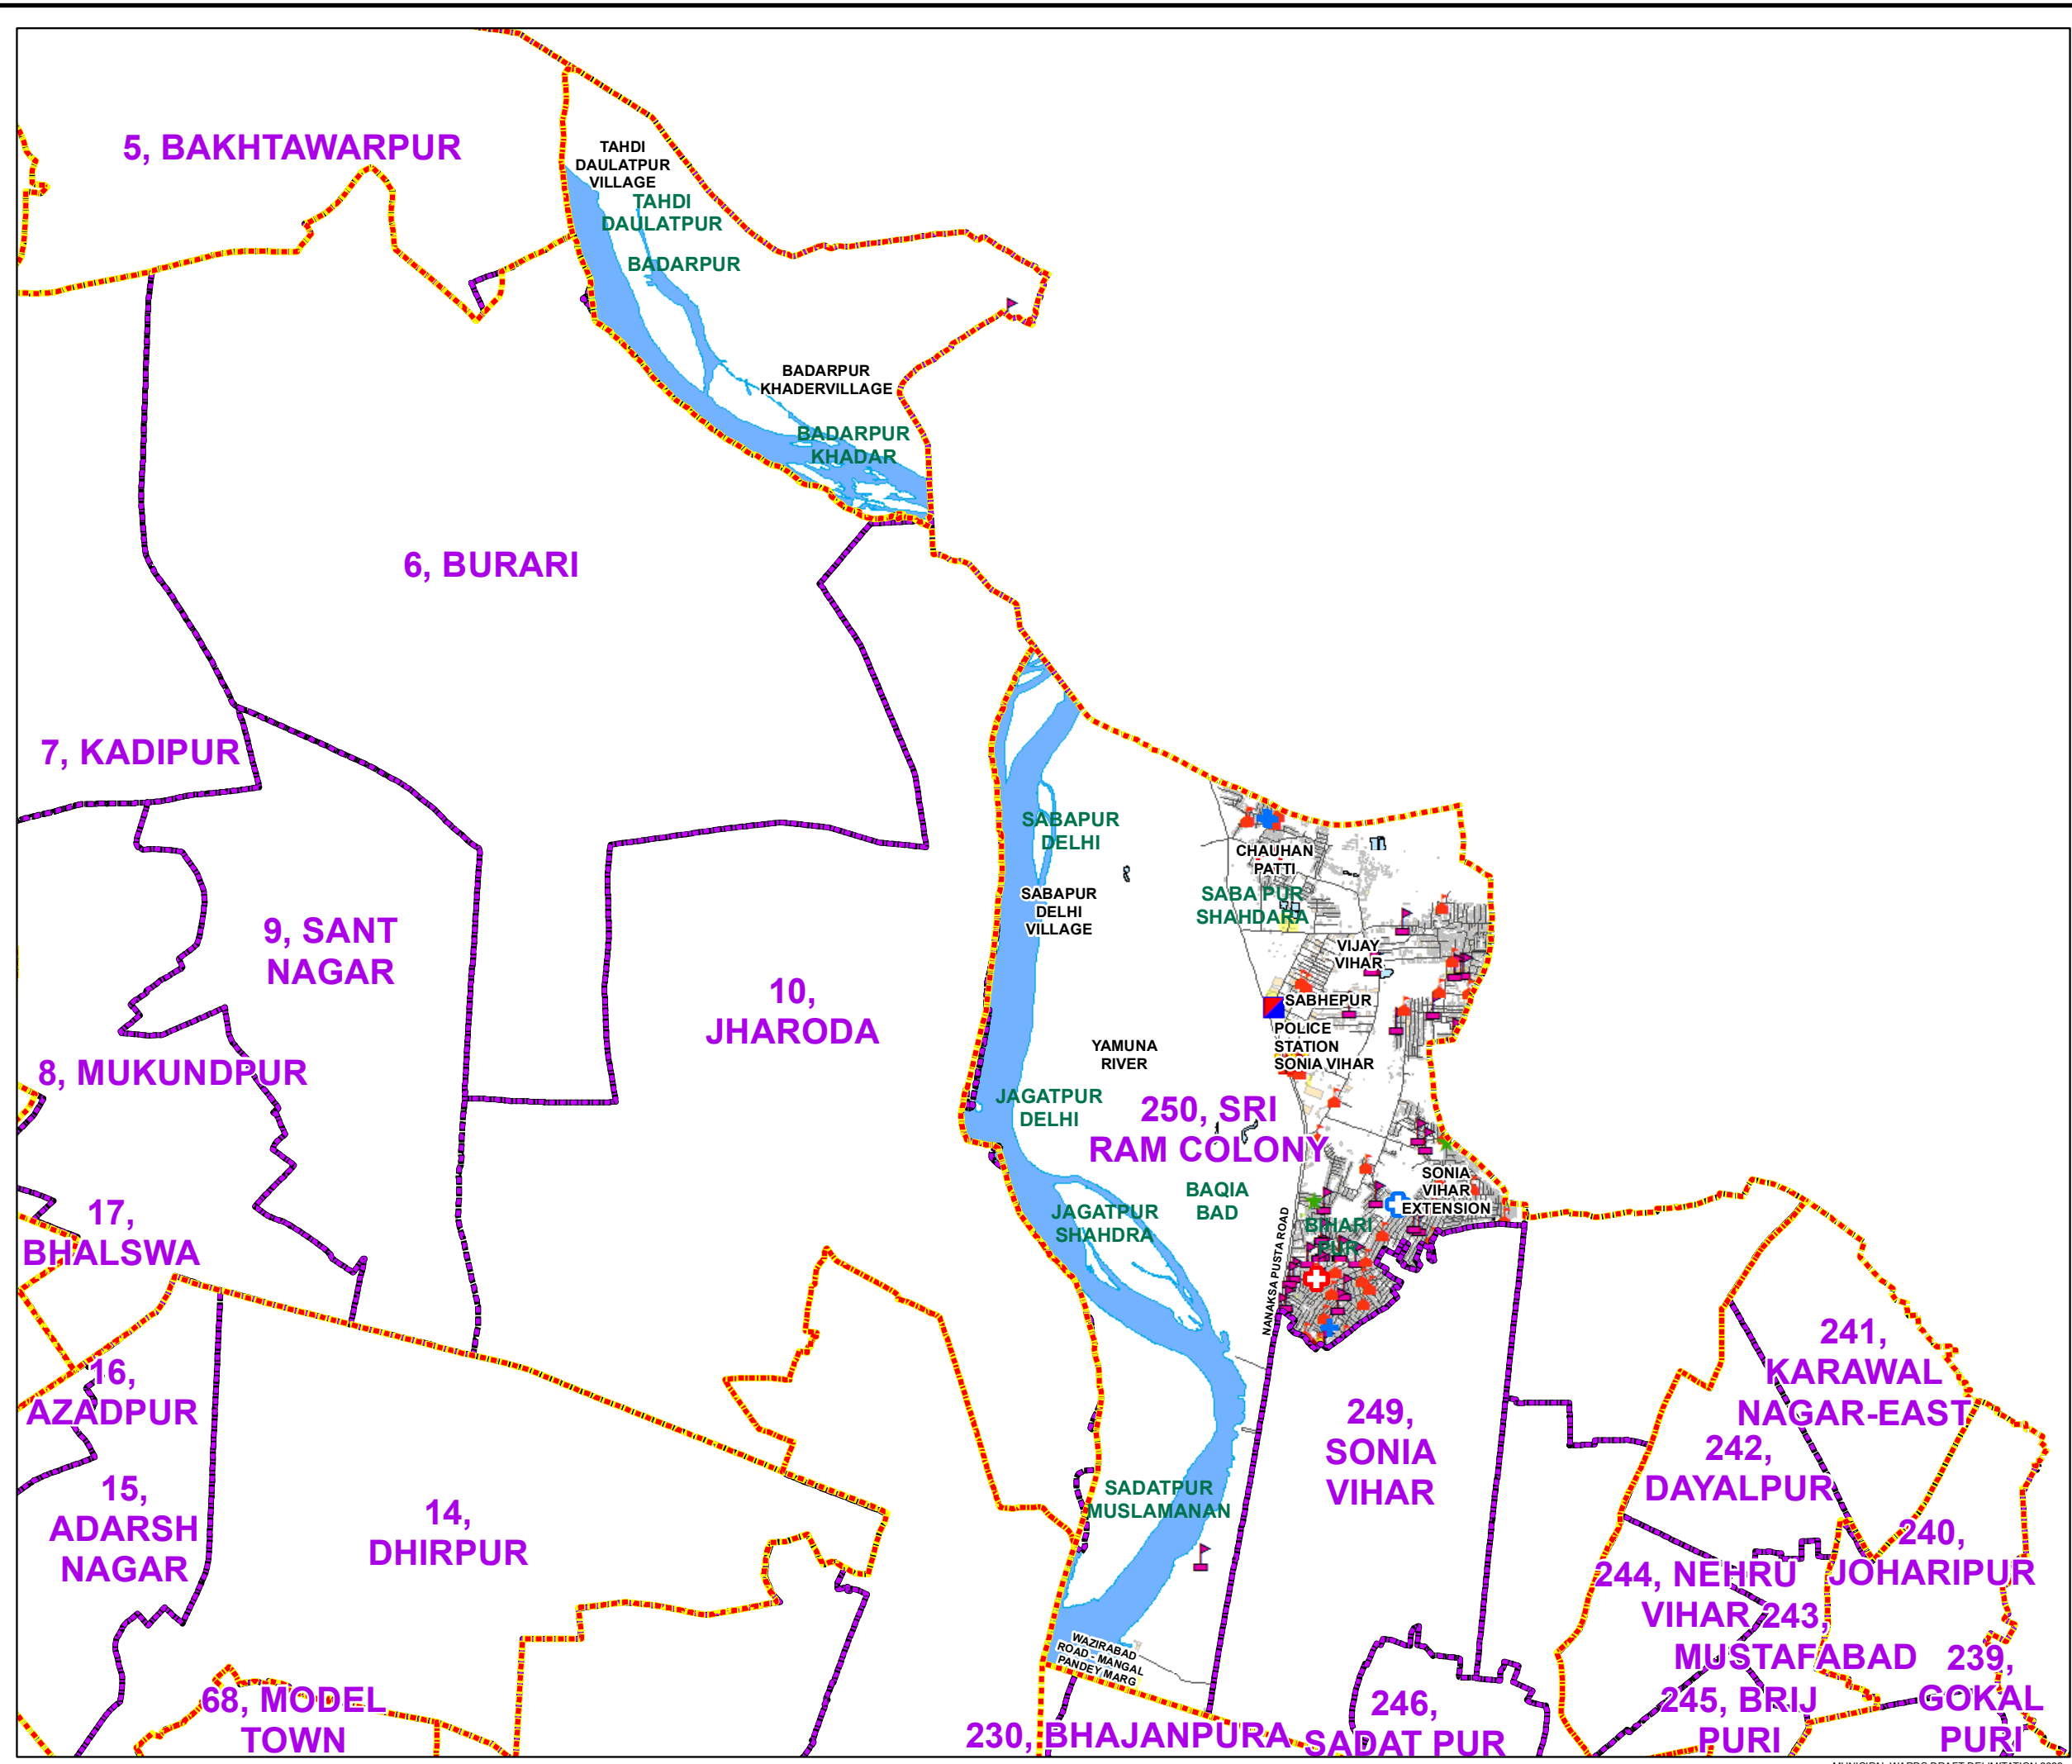 5, BAKHTAWARPUR
TAHDI
DAULATPUR
VILLAGE
TAHDI
DAULATPUR
BADARPUR
BADARPUR
KHADERVILLAGE
BADARPUR
KHADAR
6, BURARI
7, KADIPUR
SABAPUR
DELHI
CHAUHAN
PATTI
SABAPUR
DELHI
VILLAGE
SABA PUR
SHAHDARA
9, SANT
NAGAR
VIJAY
VIHAR
10,
JHARODA
SABHEPUR
POLICE
STATION
SONIA VIHAR
YAMUNA
RIVER
8, MUKUNDPUR
JAGATPUR
DELHI
250, SRI
RAM COLONY
SONIA
VIHAR
EXTENSION
BAQIA
BAD
17,
BHALSWA
JAGATPUR
SHAHDRA
BIHARI
PUR
NANAKSA PUSTA ROAD
16,
AZADPUR
241,
KARAWAL
NAGAR-EAST
249,
SONIA
VIHAR
242,
DAYALPUR
15,
ADARSH
NAGAR
14,
DHIRPUR
SADATPUR
MUSLAMANAN
240,
JOHARIPUR
244, NEHRU
VIHAR
243,
MUSTAFABAD
WAZIRABAD
ROAD - MANGAL
PANDEY MARG
239,
GOKAL
PURI
68, MODEL
TOWN
230, BHAJANPURA
246,
SADAT PUR
245, BRIJ
PURI